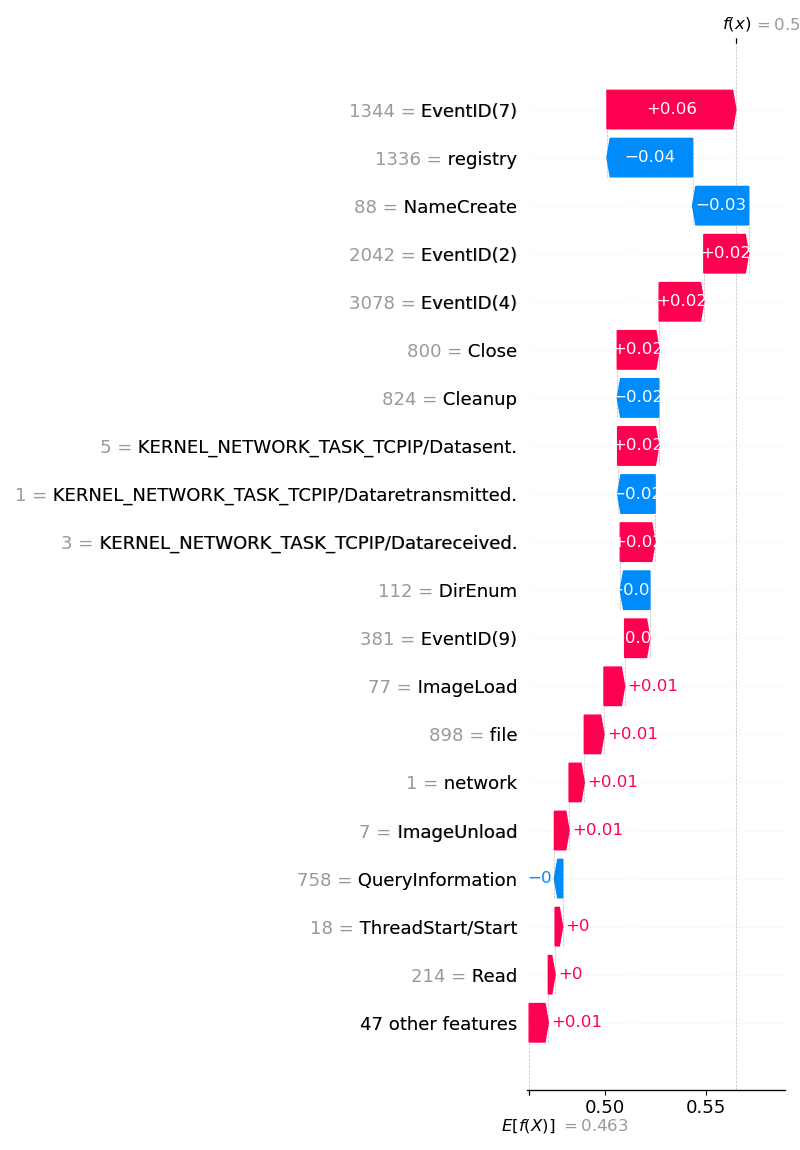 f(x) = 0.5
1344 = EventID(7) +0.06
1336 = registry −0.04
88 = NameCreate −0.03
2042 = EventID(2) +0.02
3078 = EventID(4) +0.02
800 = Close +0.02
824 = Cleanup −0.02
5 = KERNEL_NETWORK_TASK_TCPIP/Datasent. +0.02
1 = KERNEL_NETWORK_TASK_TCPIP/Dataretransmitted. −0.02
3 = KERNEL_NETWORK_TASK_TCPIP/Datareceived. +0.02
112 = DirEnum
381 = EventID(9)
77 = ImageLoad +0.01
898 = file +0.01
1 = network +0.01
7 = ImageUnload +0.01
758 = QueryInformation −0
18 = ThreadStart/Start +0
214 = Read +0
47 other features +0.01
0.50 0.55
E[f(X)] = 0.463